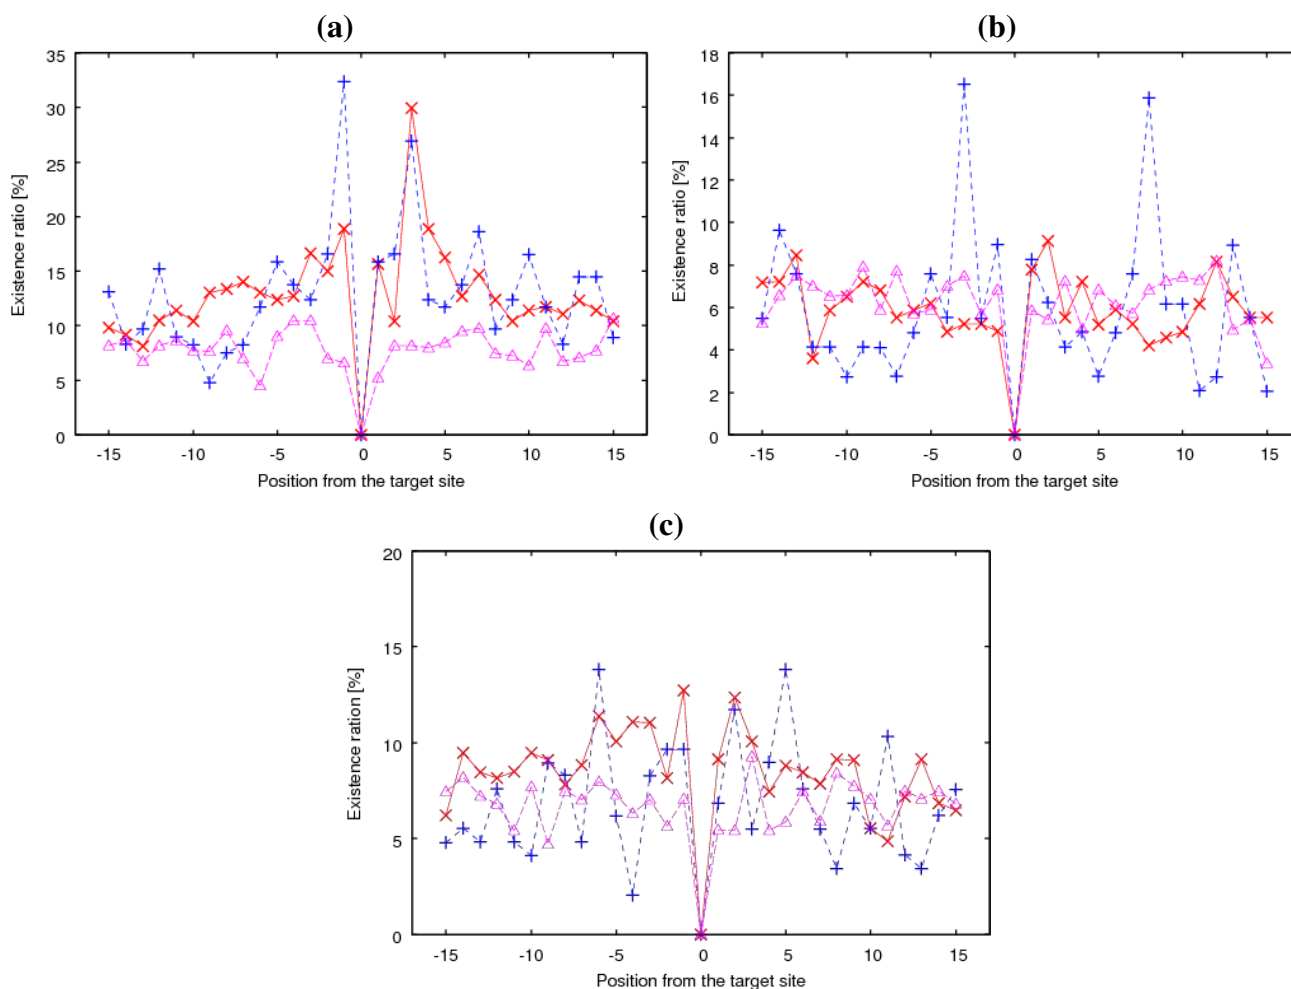 (a)
35
30
25
20
15
10
5
0
Existence ratio [%]
-15 -10 -5 0 5 10 15
Position from the target site
(b)
18
16
14
12
10
8
6
4
2
0
Existence ratio [%]
-15 -10 -5 0 5 10 15
Position from the target site
(c)
20
15
10
5
0
Existence ration [%]
-15 -10 -5 0 5 10 15
Position from the target site